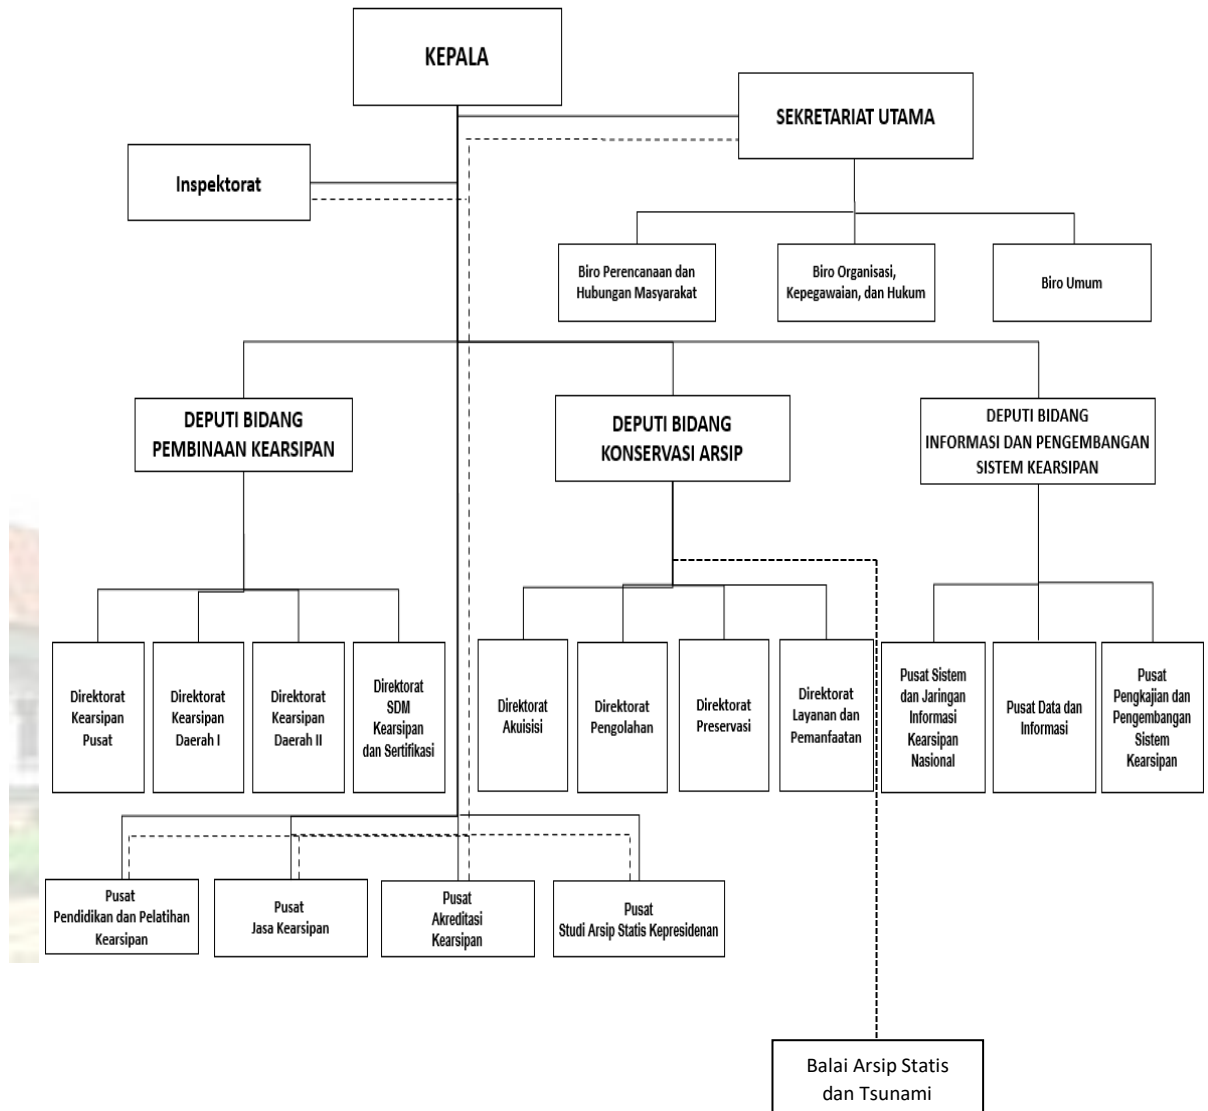 KEPALA
SEKRETARIAT UTAMA
Inspektorat
Biro Perencanaan dan
Hubungan Masyarakat
Biro Organisasi,
Kepegawaian, dan Hukum
Biro Umum
DEPUTI BIDANG
PEMBINAAN KEARSIPAN
DEPUTI BIDANG
KONSERVASI ARSIP
DEPUTI BIDANG
INFORMASI DAN PENGEMBANGAN
SISTEM KEARSIPAN
Direktorat
Kearsipan
Pusat
Direktorat
Kearsipan
Daerah I
Direktorat
Kearsipan
Daerah II
Direktorat
SDM
Kearsipan
dan Sertifikasi
Direktorat
Akuisisi
Direktorat
Pengolahan
Direktorat
Preservasi
Direktorat
Layanan dan
Pemanfaatan
Pusat Sistem
dan Jaringan
Informasi
Kearsipan
Nasional
Pusat Data dan
Informasi
Pusat
Pengkajian dan
Pengembangan
Sistem
Kearsipan
Pusat
Pendidikan dan Pelatihan
Kearsipan
Pusat
Jasa Kearsipan
Pusat
Akreditasi
Kearsipan
Pusat
Studi Arsip Statis Kepresidenan
Balai Arsip Statis
dan Tsunami